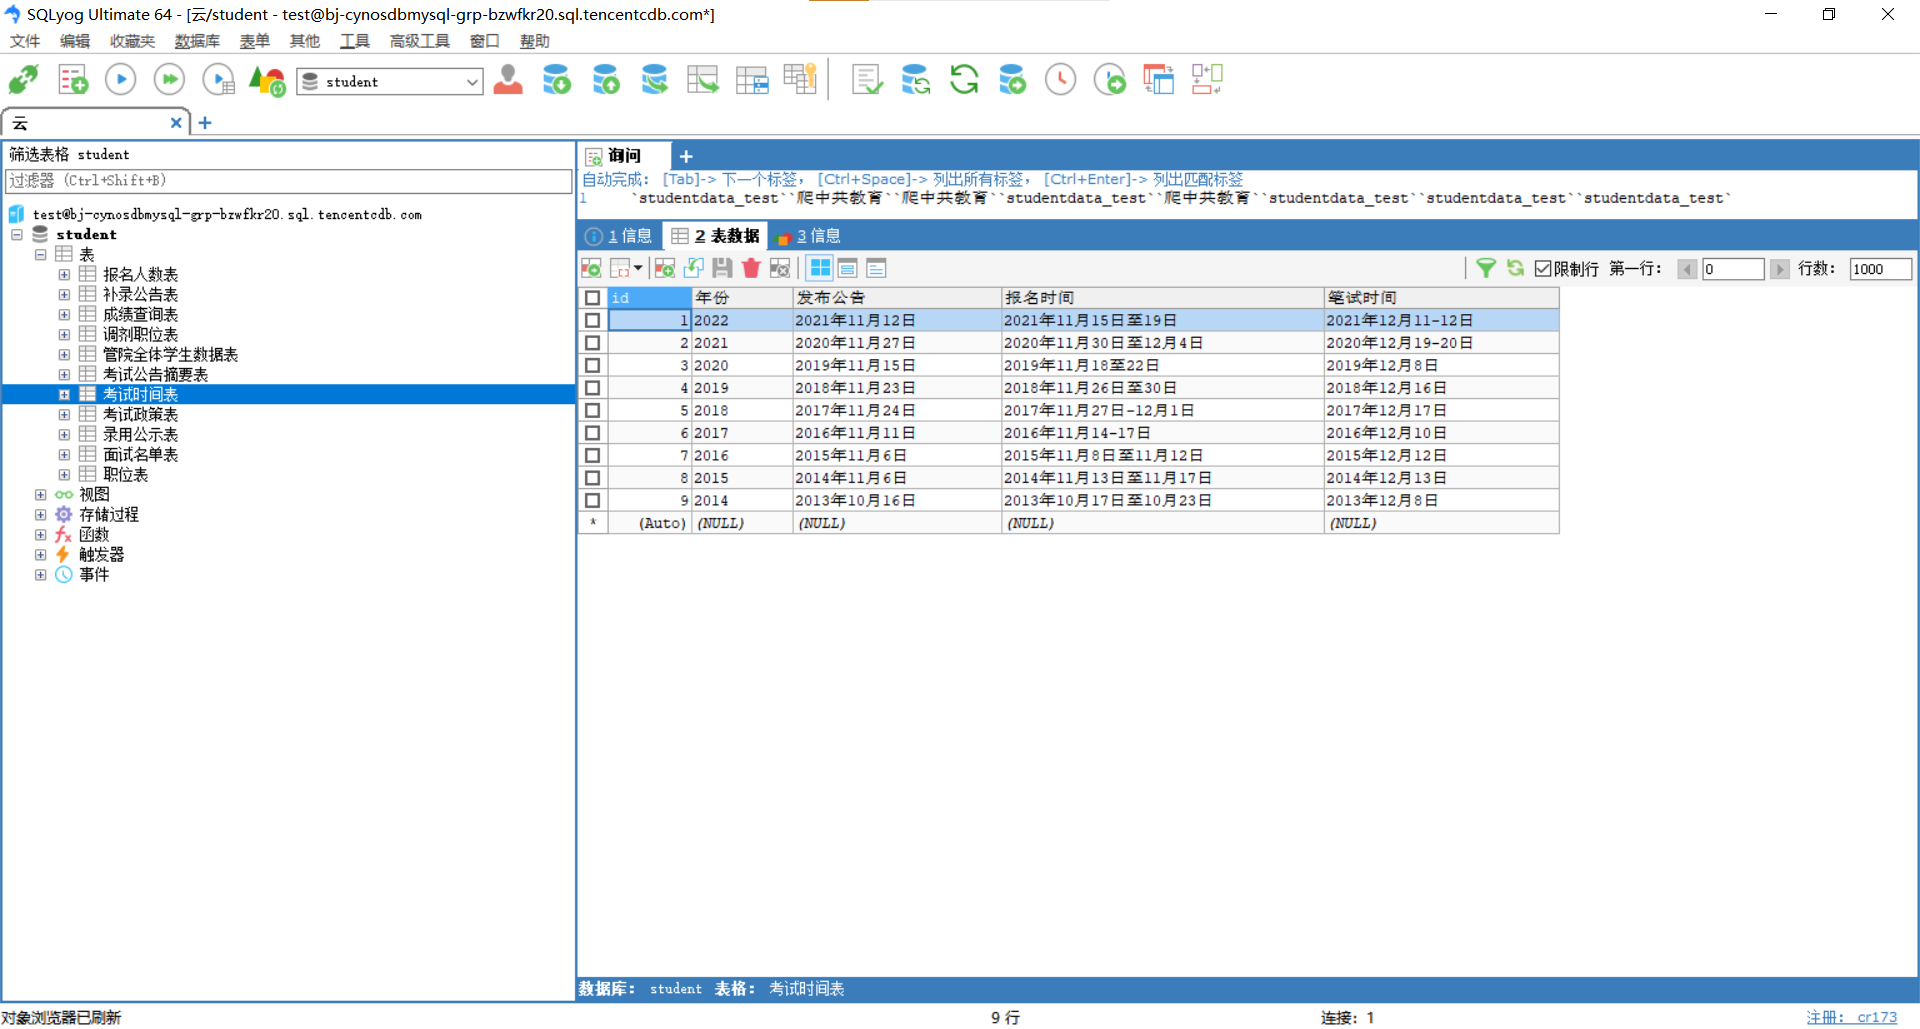 SQLyog Ultimate 64 - [云/student - test@bj-cynosdbmysql-grp-bzwfkr20.sql.tencentcdb.com*]
文件 编辑 收藏夹 数据库 表单 其他 工具 高级工具 窗口 帮助
student
云
筛选表格 student
过滤器 (Ctrl+Shift+B)
test@bj-cynosdbmysql-grp-bzwfkr20.sql.tencentcdb.com
student
表
报名人数表
补录公告表
成绩查询表
调剂职位表
管院全体学生数据表
考试公告摘要表
考试时间表
考试政策表
录用公示表
面试名单表
职位表
视图
存储过程
函数
触发器
事件
询问
自动完成: [Tab]-> 下一个标签, [Ctrl+Space]-> 列出所有标签, [Ctrl+Enter]-> 列出匹配标签
1 `studentdata_test``爬中共教育``爬中共教育``studentdata_test``爬中共教育``studentdata_test``studentdata_test``studentdata_test`
1 信息 2 表数据 3 信息
限制行 第一行: 0 行数: 1000
id 年份 发布公告 报名时间 笔试时间
1 2022 2021年11月12日 2021年11月15日至19日 2021年12月11-12日
2 2021 2020年11月27日 2020年11月30日至12月4日 2020年12月19-20日
3 2020 2019年11月15日 2019年11月18至22日 2019年12月8日
4 2019 2018年11月23日 2018年11月26日至30日 2018年12月16日
5 2018 2017年11月24日 2017年11月27日-12月1日 2017年12月17日
6 2017 2016年11月11日 2016年11月14-17日 2016年12月10日
7 2016 2015年11月6日 2015年11月8日至11月12日 2015年12月12日
8 2015 2014年11月6日 2014年11月13日至11月17日 2014年12月13日
9 2014 2013年10月16日 2013年10月17日至10月23日 2013年12月8日
* (Auto) (NULL) (NULL) (NULL) (NULL)
数据库: student 表格: 考试时间表
对象浏览器已刷新 9 行 连接: 1 注册: cr173